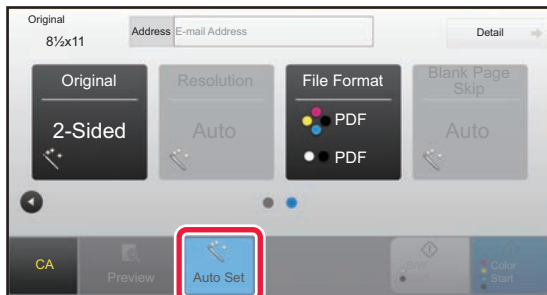 Original
8½x11
Address E-mail Address
Detail
Original
2-Sided
Resolution
Auto
File Format
PDF
PDF
Blank Page
Skip
Auto
CA
Preview
Auto Set
B/W
Start
Color
Start